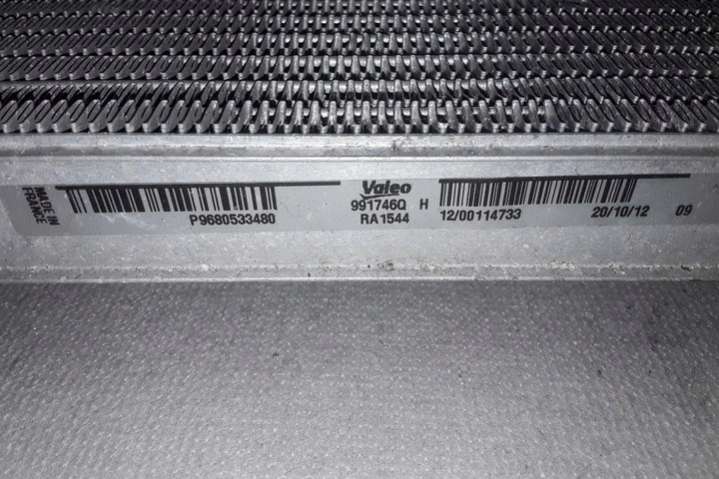 MADE IN
FRANCE
P9680533480
Valeo
991746Q H
RA1544
12/00114733
20/10/12 09